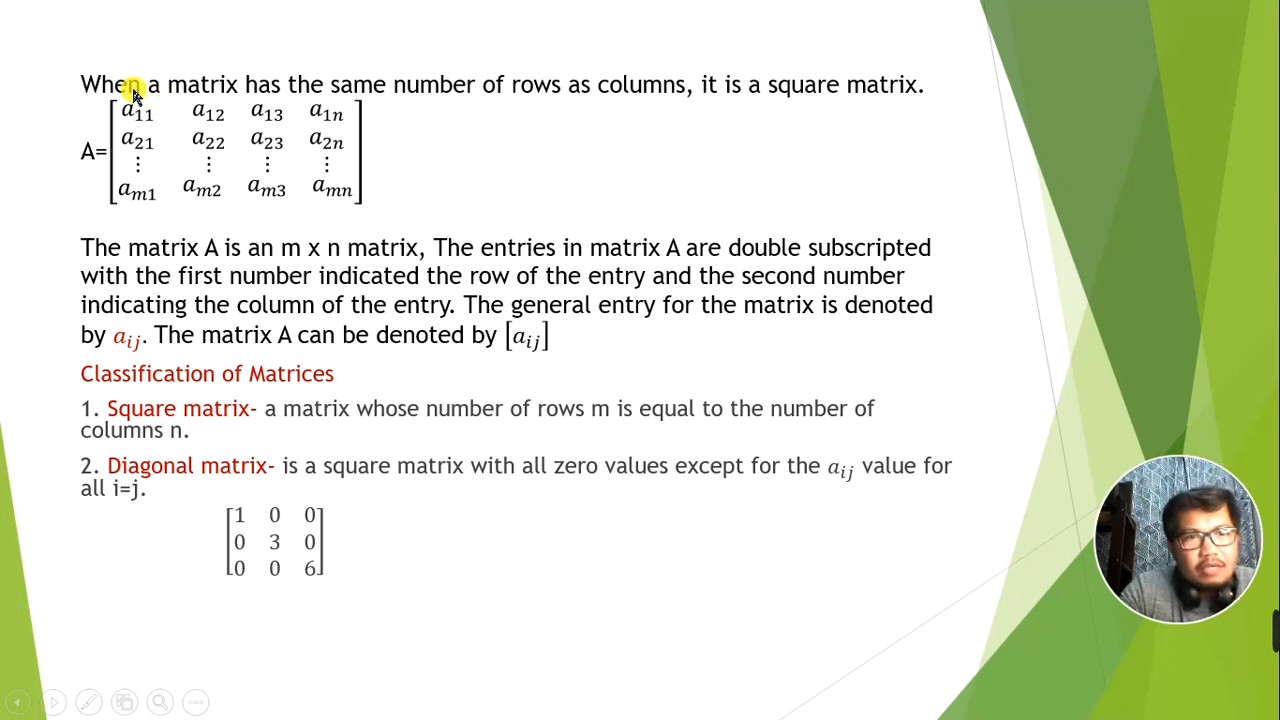 When a matrix has the same number of rows as columns, it is a square matrix.
A=
a11 a12 a13 a1n
a21 a22 a23 a2n
⋮ ⋮ ⋮ ⋮
am1 am2 am3 amn
The matrix A is an m x n matrix, The entries in matrix A are double subscripted
with the first number indicated the row of the entry and the second number
indicating the column of the entry. The general entry for the matrix is denoted
by aij. The matrix A can be denoted by [aij]
Classification of Matrices
1. Square matrix- a matrix whose number of rows m is equal to the number of
columns n.
2. Diagonal matrix- is a square matrix with all zero values except for the aij value for
all i=j.
1 0 0
0 3 0
0 0 6